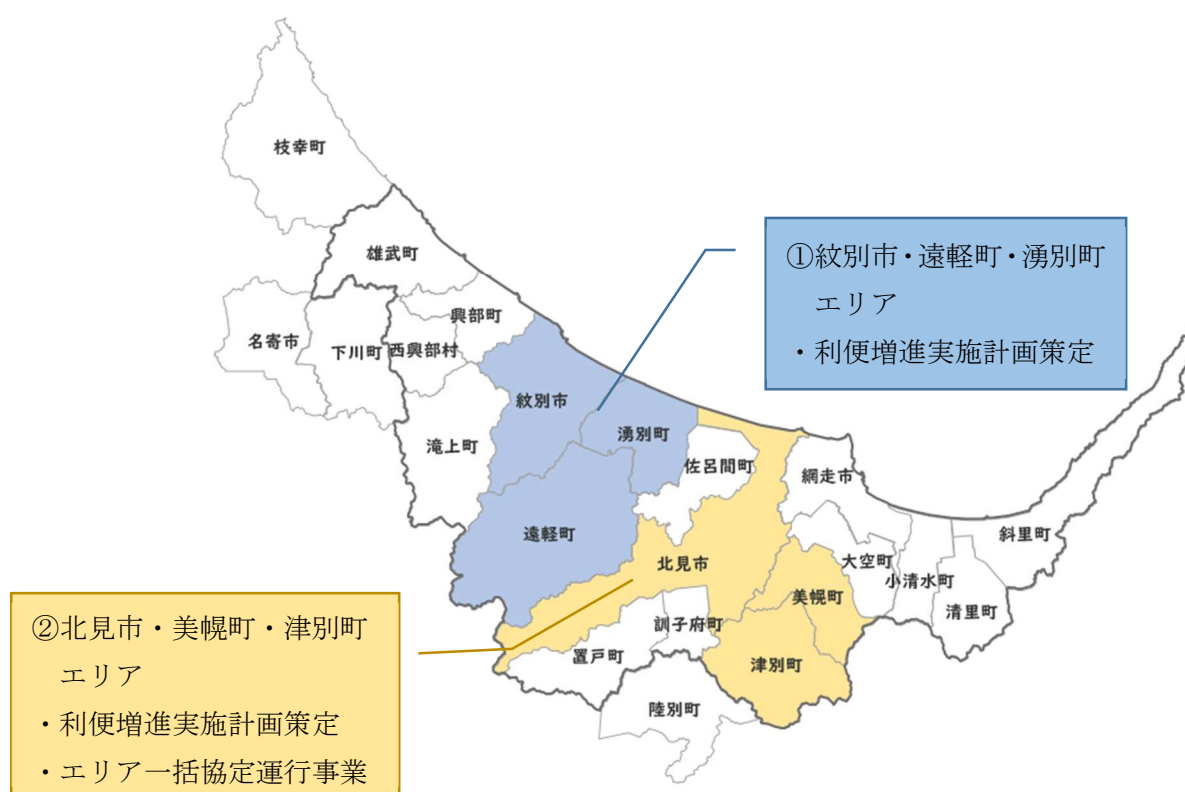 枝幸町
雄武町
①紋別市・遠軽町・湧別町
エリア
・利便増進実施計画策定
興部町
名寄市
下川町
西興部村
紋別市
湧別町
滝上町
佐呂間町
網走市
遠軽町
斜里町
北見市
大空町
小清水町
美幌町
清里町
②北見市・美幌町・津別町
エリア
・利便増進実施計画策定
・エリア一括協定運行事業
訓子府町
置戸町
津別町
陸別町